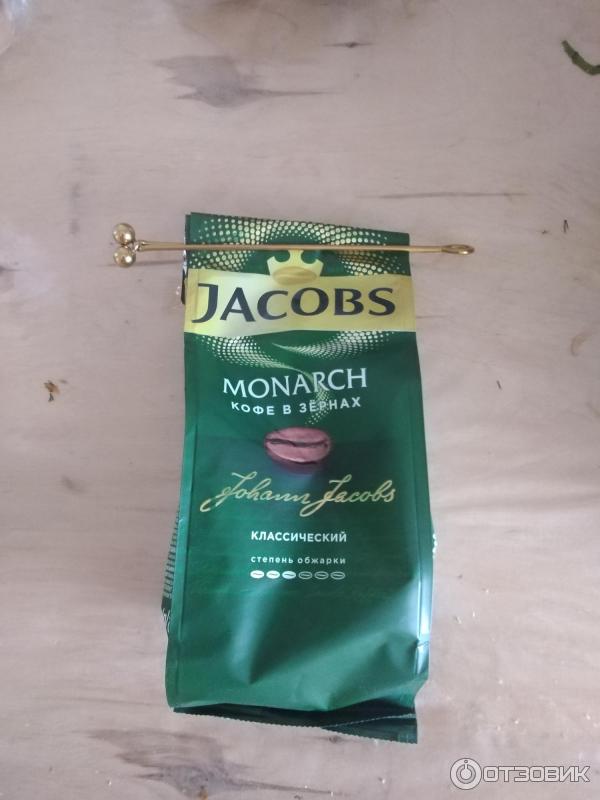 JACOBS
MONARCH
КОФЕ В ЗЁРНАХ
Johann Jacobs
КЛАССИЧЕСКИЙ
степень обжарки
ОТЗОВИК